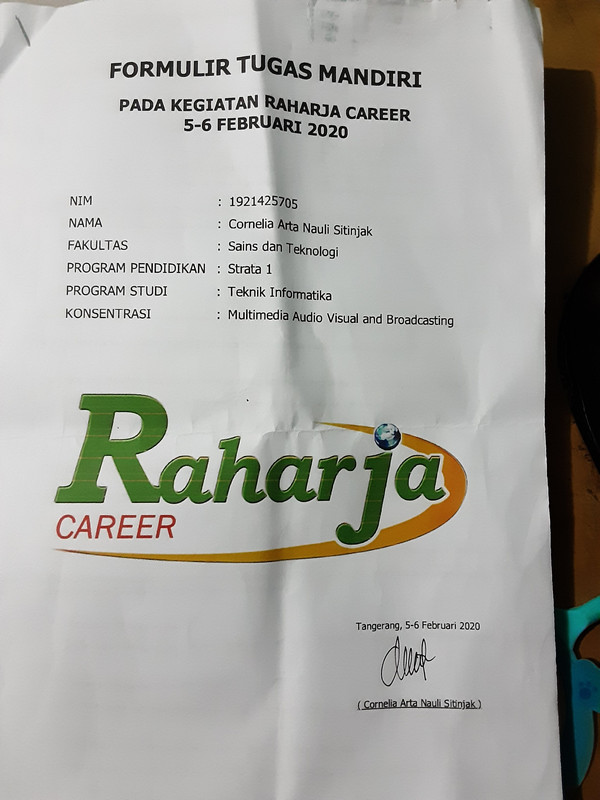 FORMULIR TUGAS MANDIRI
PADA KEGIATAN RAHARJA CAREER
5-6 FEBRUARI 2020
NIM : 1921425705
NAMA : Cornelia Arta Nauli Sitinjak
FAKULTAS : Sains dan Teknologi
PROGRAM PENDIDIKAN : Strata 1
PROGRAM STUDI : Teknik Informatika
KONSENTRASI : Multimedia Audio Visual and Broadcasting
Raharja
CAREER
Tangerang, 5-6 Februari 2020
( Cornelia Arta Nauli Sitinjak )